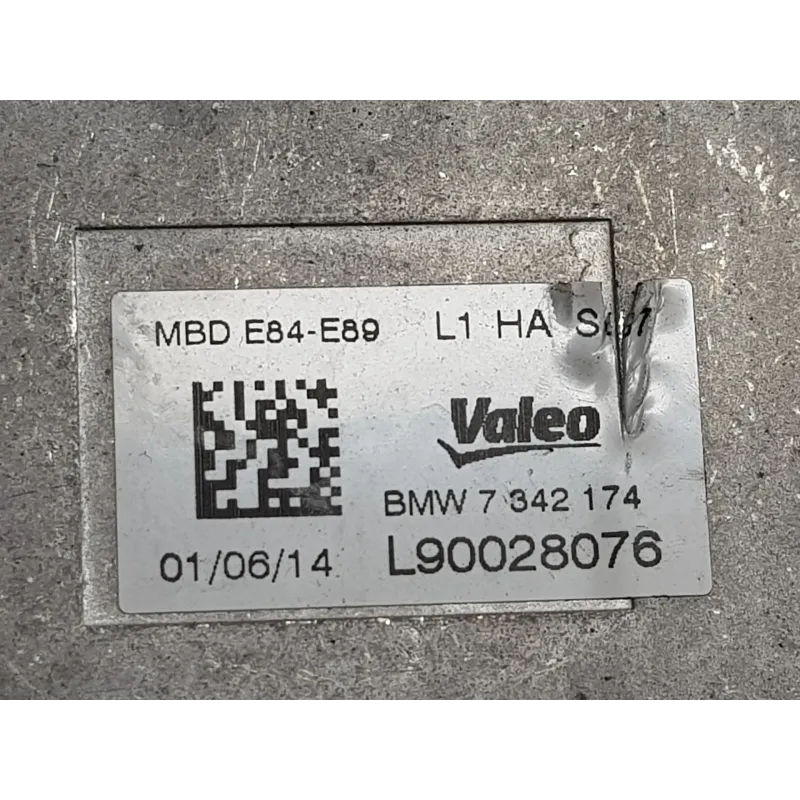 MBD E84-E89 L1 HA
Valeo
BMW 7 342 174
01/06/14 L90028076